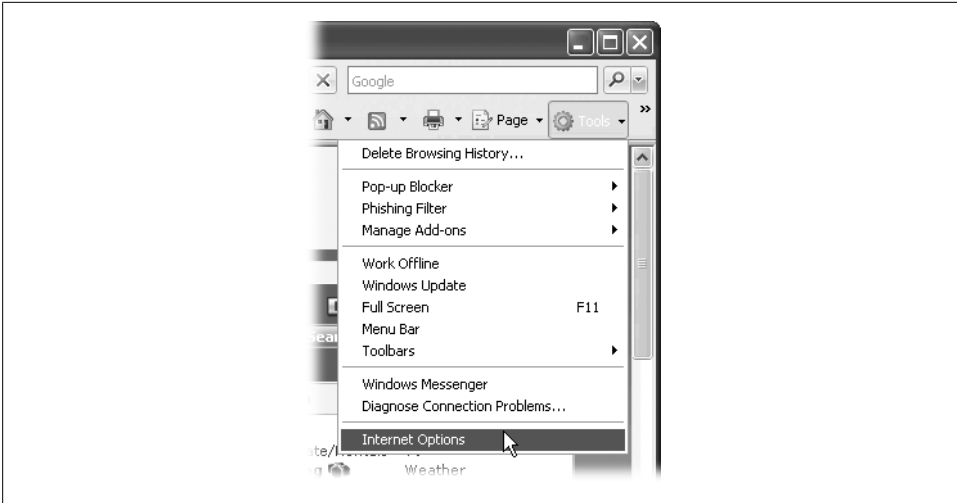 Google
Page
Tools
»
Delete Browsing History...
Pop-up Blocker
Phishing Filter
Manage Add-ons
Work Offline
Windows Update
Full Screen F11
Menu Bar
Toolbars
Windows Messenger
Diagnose Connection Problems...
Internet Options
Weather